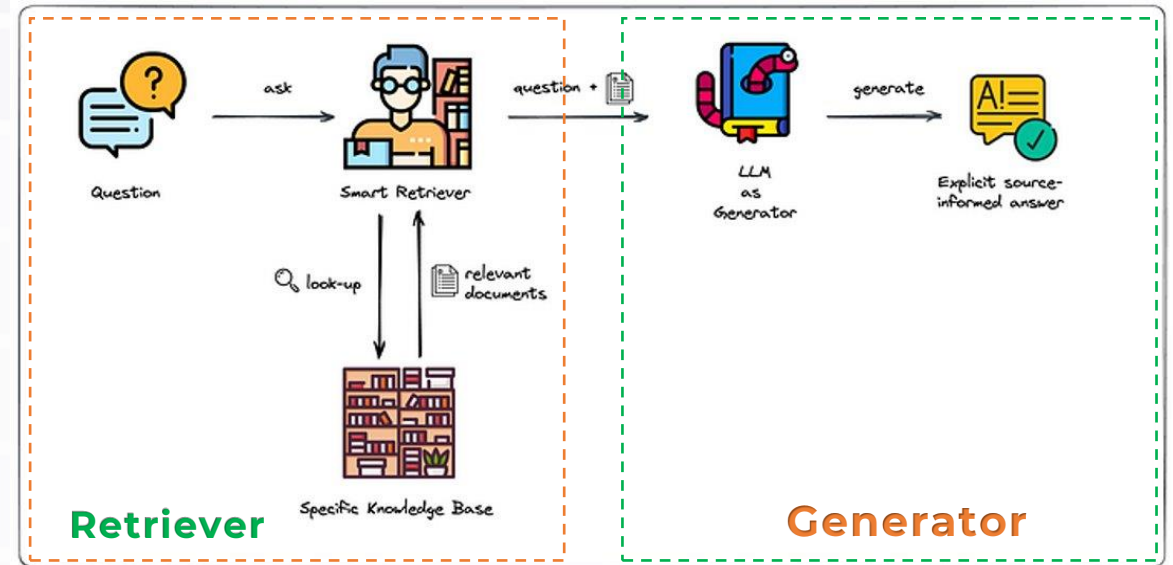 ask
question +
generate
A!
?
Question
Smart Retriever
LLM
as
Generator
Explicit source-
informed answer
look-up
relevant
documents
Specific Knowledge Base
Retriever
Generator